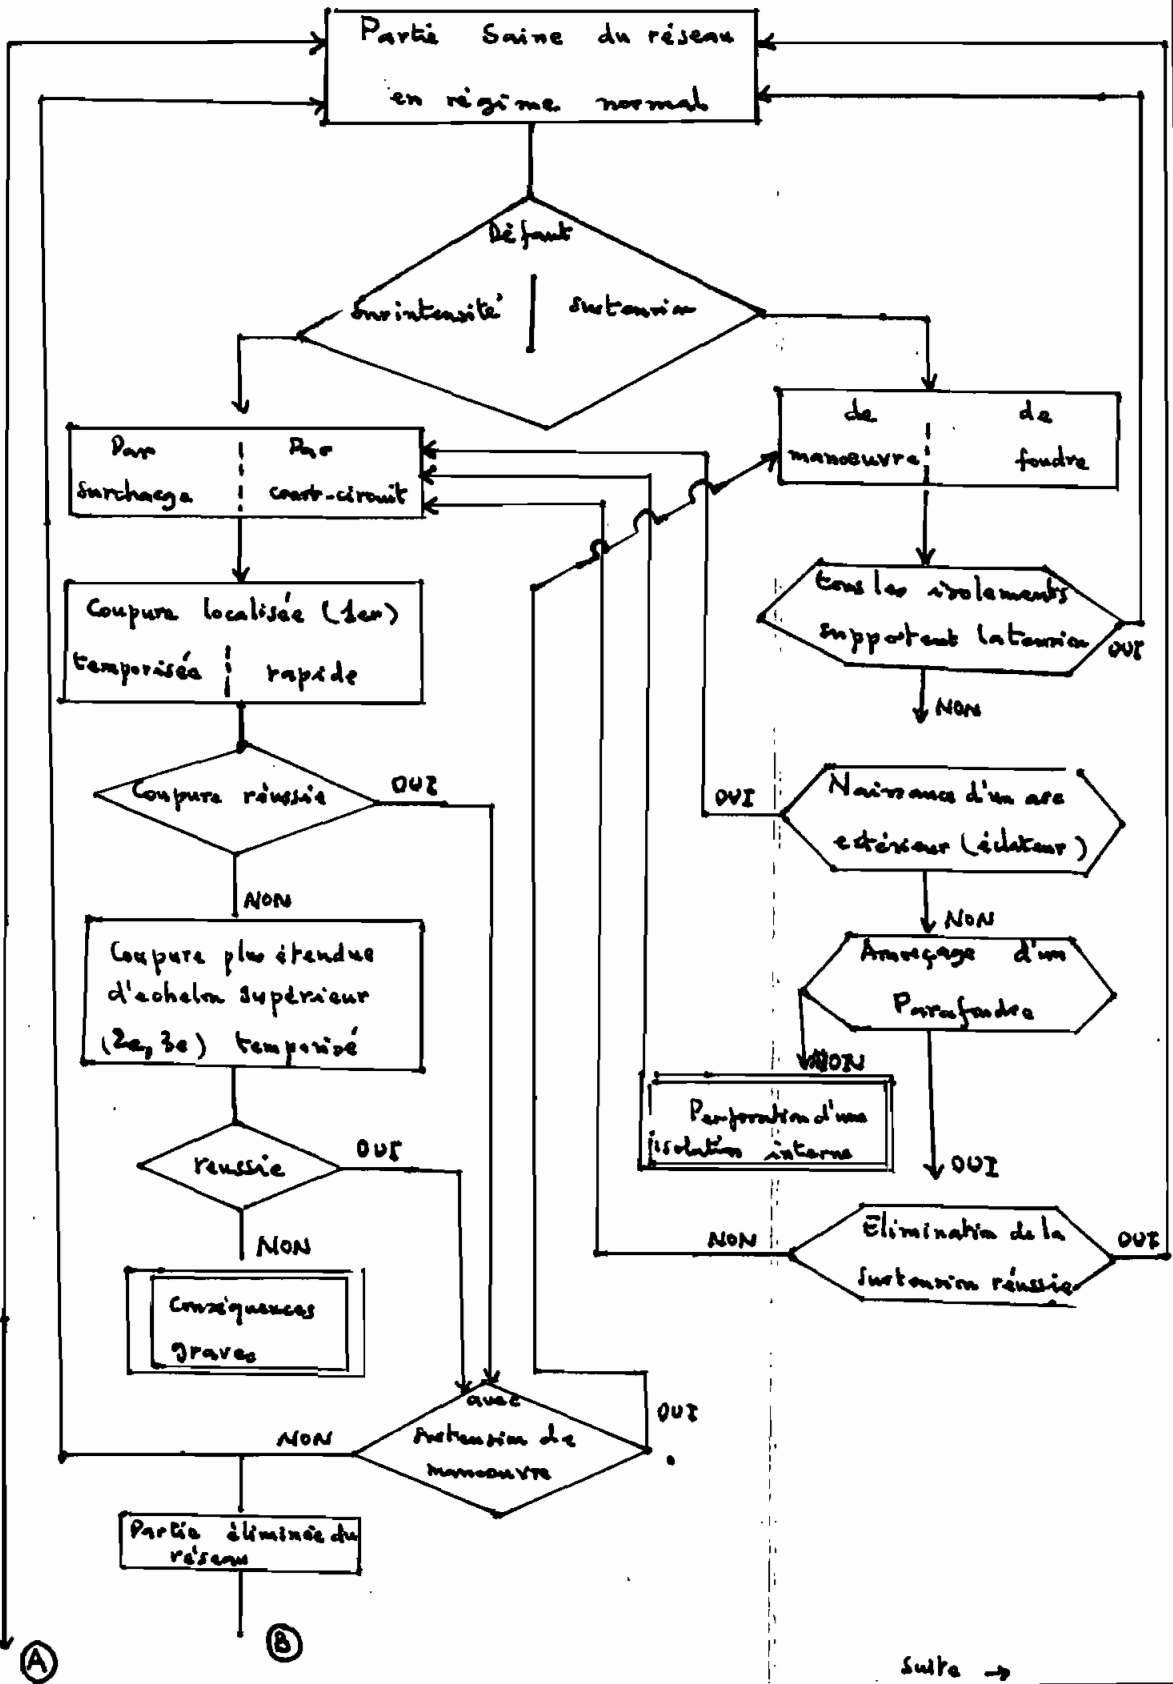 Partie Saine du réseau
en régime normal
Défaut
Surintensité surtension
Par Par
surcharge court-circuit
de de
manoeuvre foudre
Coupure localisée (1er)
temporisée rapide
tous les isolements
supportent la tension
OUI
NON
Coupure réussie
OUI
NON
Naissance d'un arc
extérieur (éclateur)
OUI
NON
Coupure plus étendue
d'echelon supérieur
(2e, 3e) temporisé
Amorçage d'un
Parafoudre
NON
OUI
Perforation d'une
isolation interne
reussie
OUI
NON
Elimination de la
surtension réussie
NON
OUI
Conséquences
graves
avec
surtension de
manoeuvre
NON
OUI
Partie éliminée du
réseau
A
B
suite →